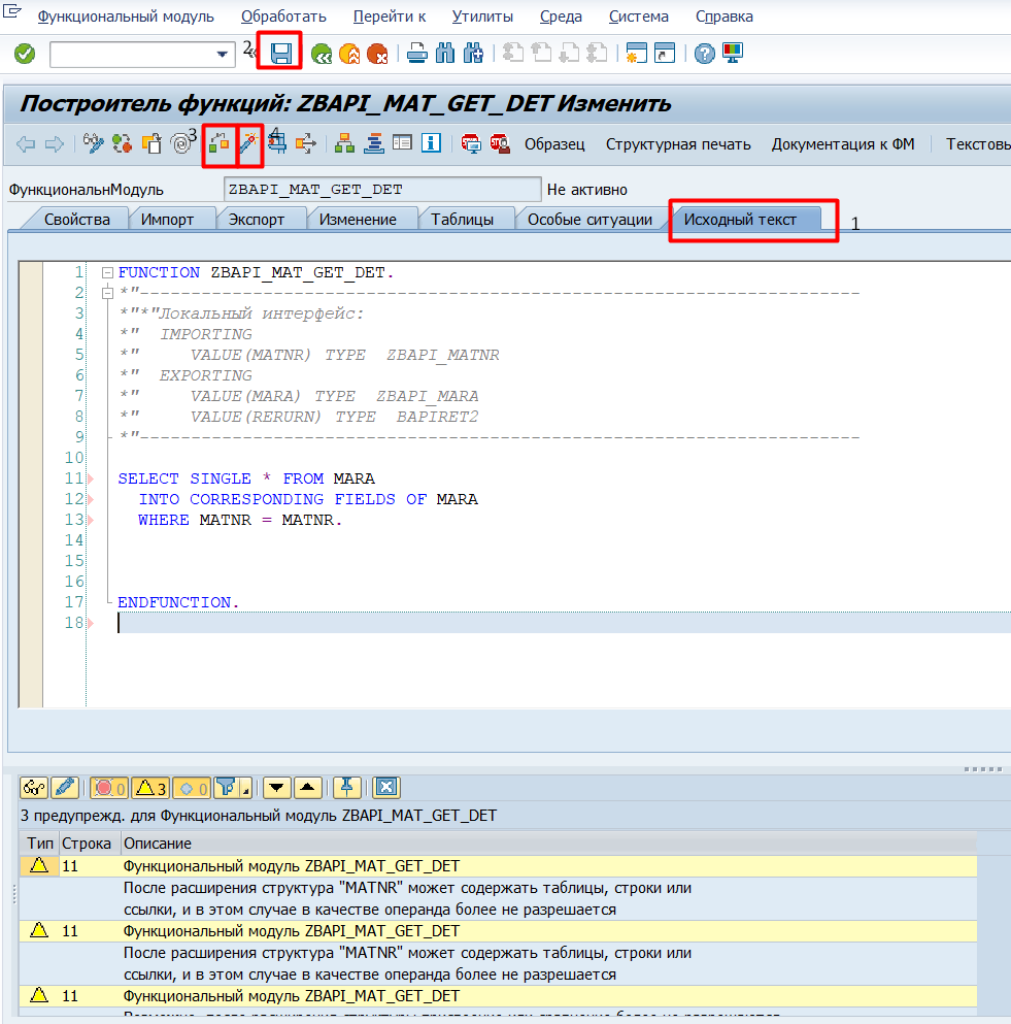 Функциональный модуль Обработать Перейти к Утилиты Среда Система Справка
2
Построитель функций: ZBAPI_MAT_GET_DET Изменить
3 4 Образец Структурная печать Документация к ФМ Текстовы
ФункциональнМодуль ZBAPI_MAT_GET_DET Не активно
Свойства Импорт Экспорт Изменение Таблицы Особые ситуации Исходный текст 1
1 FUNCTION ZBAPI_MAT_GET_DET.
2 *"----------------------------------------------------------------------
3 *"*"Локальный интерфейс:
4 *" IMPORTING
5 *" VALUE(MATNR) TYPE ZBAPI_MATNR
6 *" EXPORTING
7 *" VALUE(MARA) TYPE ZBAPI_MARA
8 *" VALUE(RERURN) TYPE BAPIRET2
9 *"----------------------------------------------------------------------
10
11 SELECT SINGLE * FROM MARA
12 INTO CORRESPONDING FIELDS OF MARA
13 WHERE MATNR = MATNR.
14
15
16
17 ENDFUNCTION.
18
0 3 0
3 предупрежд. для Функциональный модуль ZBAPI_MAT_GET_DET
Тип Строка Описание
11 Функциональный модуль ZBAPI_MAT_GET_DET
После расширения структура "MATNR" может содержать таблицы, строки или
ссылки, и в этом случае в качестве операнда более не разрешается
11 Функциональный модуль ZBAPI_MAT_GET_DET
После расширения структура "MATNR" может содержать таблицы, строки или
ссылки, и в этом случае в качестве операнда более не разрешается
11 Функциональный модуль ZBAPI_MAT_GET_DET